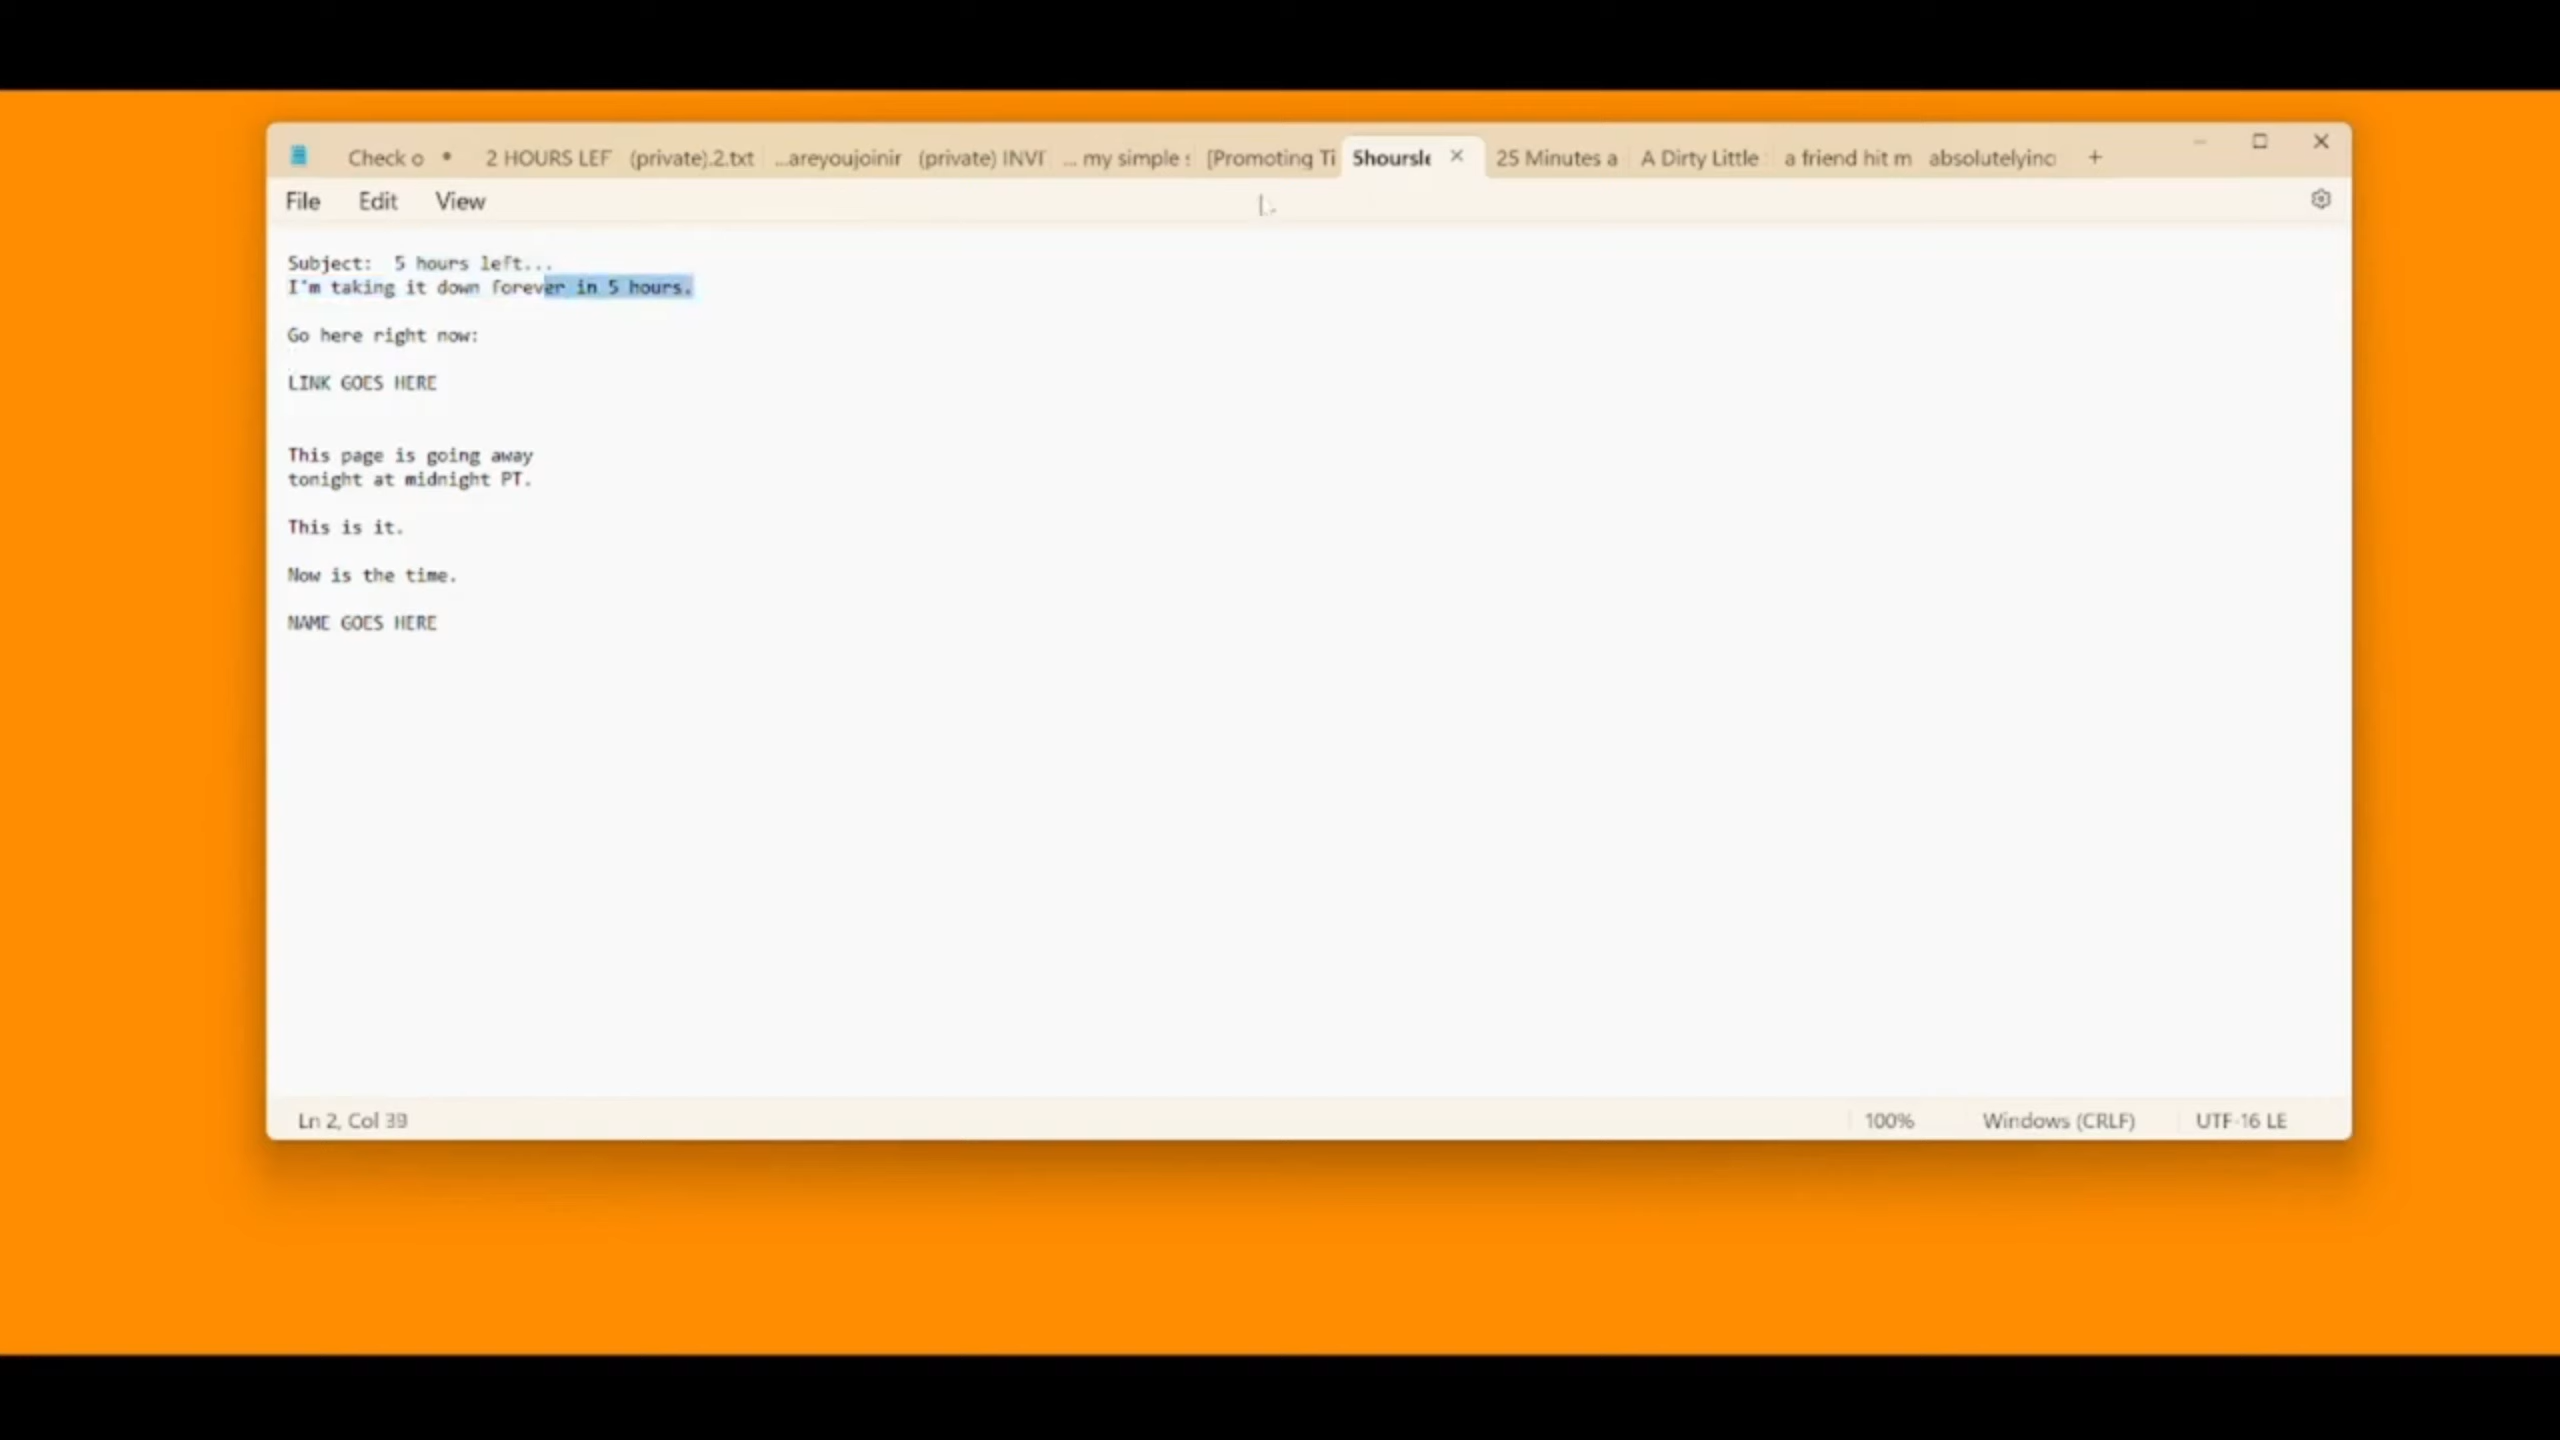 Check o
2 HOURS LEF
(private).2.txt
...areyoujoinir
(private) INVI
... my simple s
[Promoting Ti
5hoursle
25 Minutes a
A Dirty Little
a friend hit m
absolutelyinc
File Edit View
Subject: 5 hours left...
I'm taking it down forever in 5 hours.
Go here right now:
LINK GOES HERE
This page is going away
tonight at midnight PT.
This is it.
Now is the time.
NAME GOES HERE
Ln 2, Col 39
100%
Windows (CRLF)
UTF-16 LE